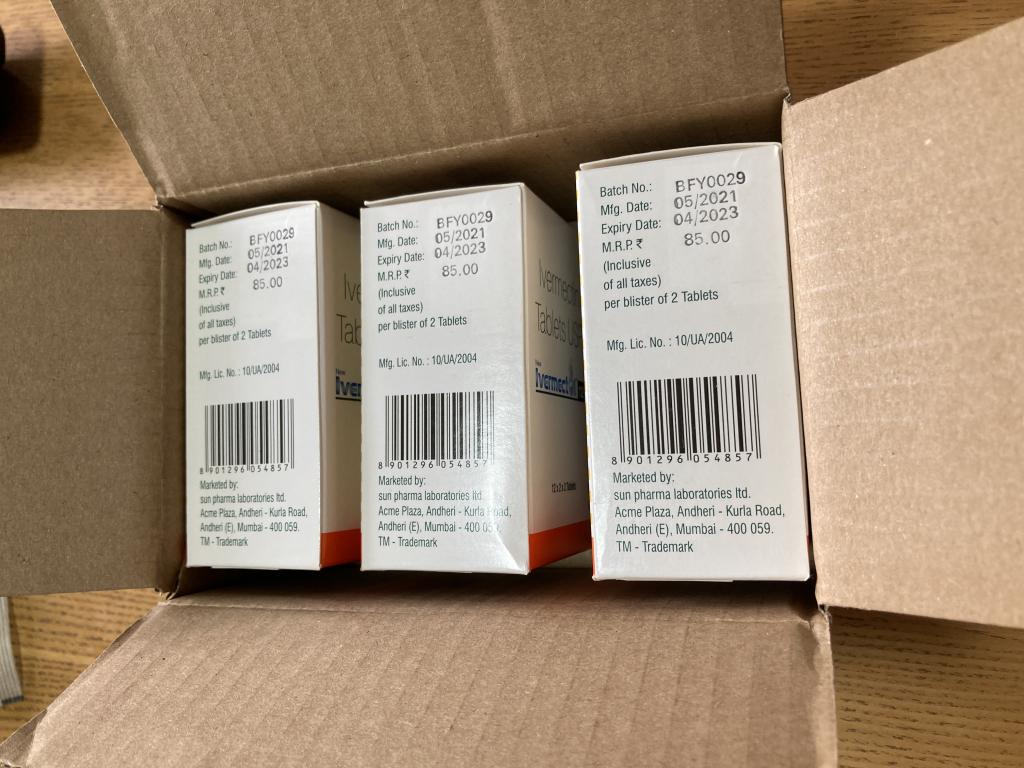 Batch No.: BFY0029
Mfg. Date: 05/2021
Expiry Date: 04/2023
M.R.P. ₹ 85.00
(Inclusive
of all taxes)
per blister of 2 Tablets
Mfg. Lic. No. : 10/UA/2004
8 901296 054857
Marketed by:
sun pharma laboratories ltd.
Acme Plaza, Andheri - Kurla Road,
Andheri (E), Mumbai - 400 059.
TM - Trademark
Batch No.: BFY0029
Mfg. Date: 05/2021
Expiry Date: 04/2023
M.R.P. ₹ 85.00
(Inclusive
of all taxes)
per blister of 2 Tablets
Mfg. Lic. No. : 10/UA/2004
8 901296 054857
Marketed by:
sun pharma laboratories ltd.
Acme Plaza, Andheri - Kurla Road,
Andheri (E), Mumbai - 400 059.
TM - Trademark
Tablets
New
12 x 2 x 2 Tablets
Batch No.: BFY0029
Mfg. Date: 05/2021
Expiry Date: 04/2023
M.R.P. ₹ 85.00
(Inclusive
of all taxes)
per blister of 2 Tablets
Mfg. Lic. No. : 10/UA/2004
8 901296 054857
Marketed by:
sun pharma laboratories ltd.
Acme Plaza, Andheri - Kurla Road,
Andheri (E), Mumbai - 400 059.
TM - Trademark